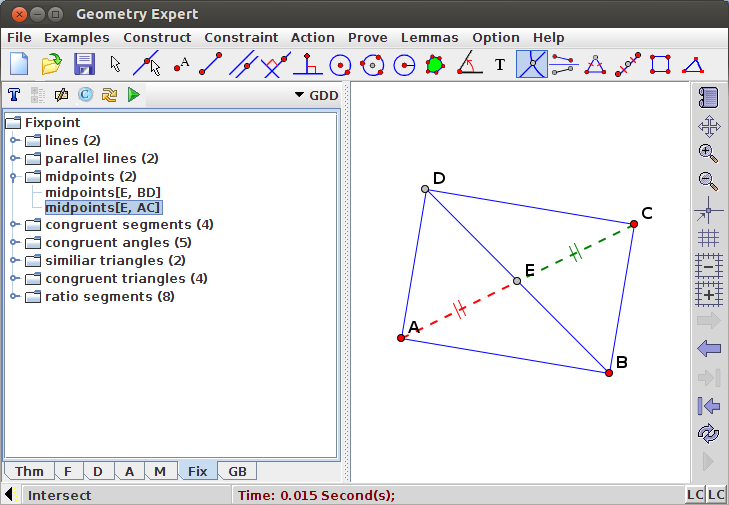 Geometry Expert
File Examples Construct Constraint Action Prove Lemmas Option Help
A T
T C GDD
Fixpoint
lines (2)
parallel lines (2)
midpoints (2)
midpoints[E, BD]
midpoints[E, AC]
congruent segments (4)
congruent angles (5)
similiar triangles (2)
congruent triangles (4)
ratio segments (8)
D
C
E
A
B
Thm F D A M Fix GB
Intersect Time: 0.015 Second(s); LC LC